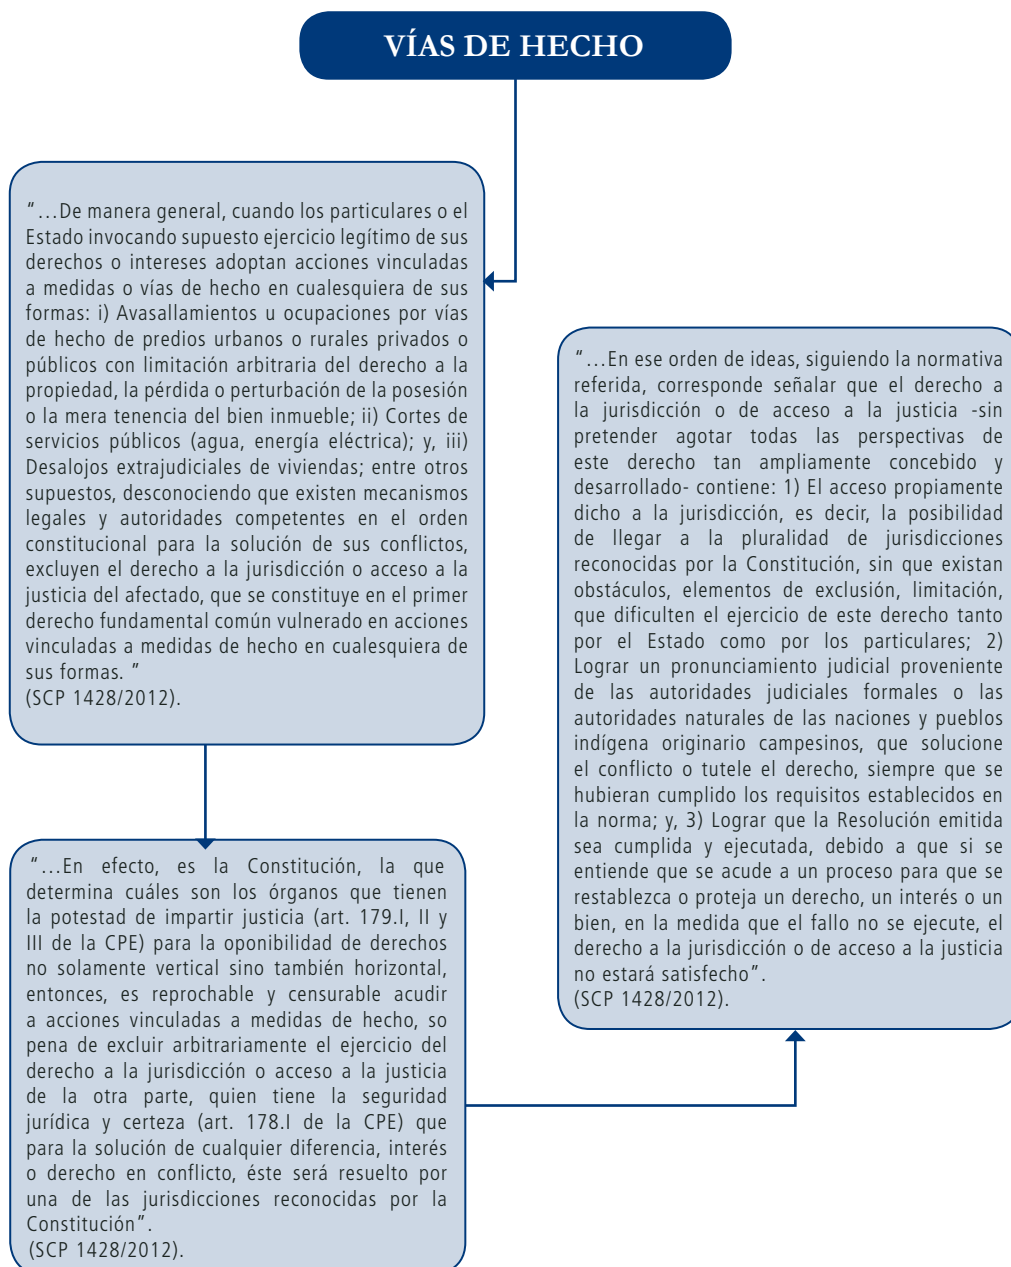 VÍAS DE HECHO
“…De manera general, cuando los particulares o el
Estado invocando supuesto ejercicio legítimo de sus
derechos o intereses adoptan acciones vinculadas
a medidas o vías de hecho en cualesquiera de sus
formas: i) Avasallamientos u ocupaciones por vías
de hecho de predios urbanos o rurales privados o
públicos con limitación arbitraria del derecho a la
propiedad, la pérdida o perturbación de la posesión
o la mera tenencia del bien inmueble; ii) Cortes de
servicios públicos (agua, energía eléctrica); y, iii)
Desalojos extrajudiciales de viviendas; entre otros
supuestos, desconociendo que existen mecanismos
legales y autoridades competentes en el orden
constitucional para la solución de sus conflictos,
excluyen el derecho a la jurisdicción o acceso a la
justicia del afectado, que se constituye en el primer
derecho fundamental común vulnerado en acciones
vinculadas a medidas de hecho en cualesquiera de
sus formas. ”
(SCP 1428/2012).
“…En efecto, es la Constitución, la que
determina cuáles son los órganos que tienen
la potestad de impartir justicia (art. 179.I, II y
III de la CPE) para la oponibilidad de derechos
no solamente vertical sino también horizontal,
entonces, es reprochable y censurable acudir
a acciones vinculadas a medidas de hecho, so
pena de excluir arbitrariamente el ejercicio del
derecho a la jurisdicción o acceso a la justicia
de la otra parte, quien tiene la seguridad
jurídica y certeza (art. 178.I de la CPE) que
para la solución de cualquier diferencia, interés
o derecho en conflicto, éste será resuelto por
una de las jurisdicciones reconocidas por la
Constitución”.
(SCP 1428/2012).
“…En ese orden de ideas, siguiendo la normativa
referida, corresponde señalar que el derecho a
la jurisdicción o de acceso a la justicia -sin
pretender agotar todas las perspectivas de
este derecho tan ampliamente concebido y
desarrollado- contiene: 1) El acceso propiamente
dicho a la jurisdicción, es decir, la posibilidad
de llegar a la pluralidad de jurisdicciones
reconocidas por la Constitución, sin que existan
obstáculos, elementos de exclusión, limitación,
que dificulten el ejercicio de este derecho tanto
por el Estado como por los particulares; 2)
Lograr un pronunciamiento judicial proveniente
de las autoridades judiciales formales o las
autoridades naturales de las naciones y pueblos
indígena originario campesinos, que solucione
el conflicto o tutele el derecho, siempre que se
hubieran cumplido los requisitos establecidos en
la norma; y, 3) Lograr que la Resolución emitida
sea cumplida y ejecutada, debido a que si se
entiende que se acude a un proceso para que se
restablezca o proteja un derecho, un interés o un
bien, en la medida que el fallo no se ejecute, el
derecho a la jurisdicción o de acceso a la justicia
no estará satisfecho”.
(SCP 1428/2012).